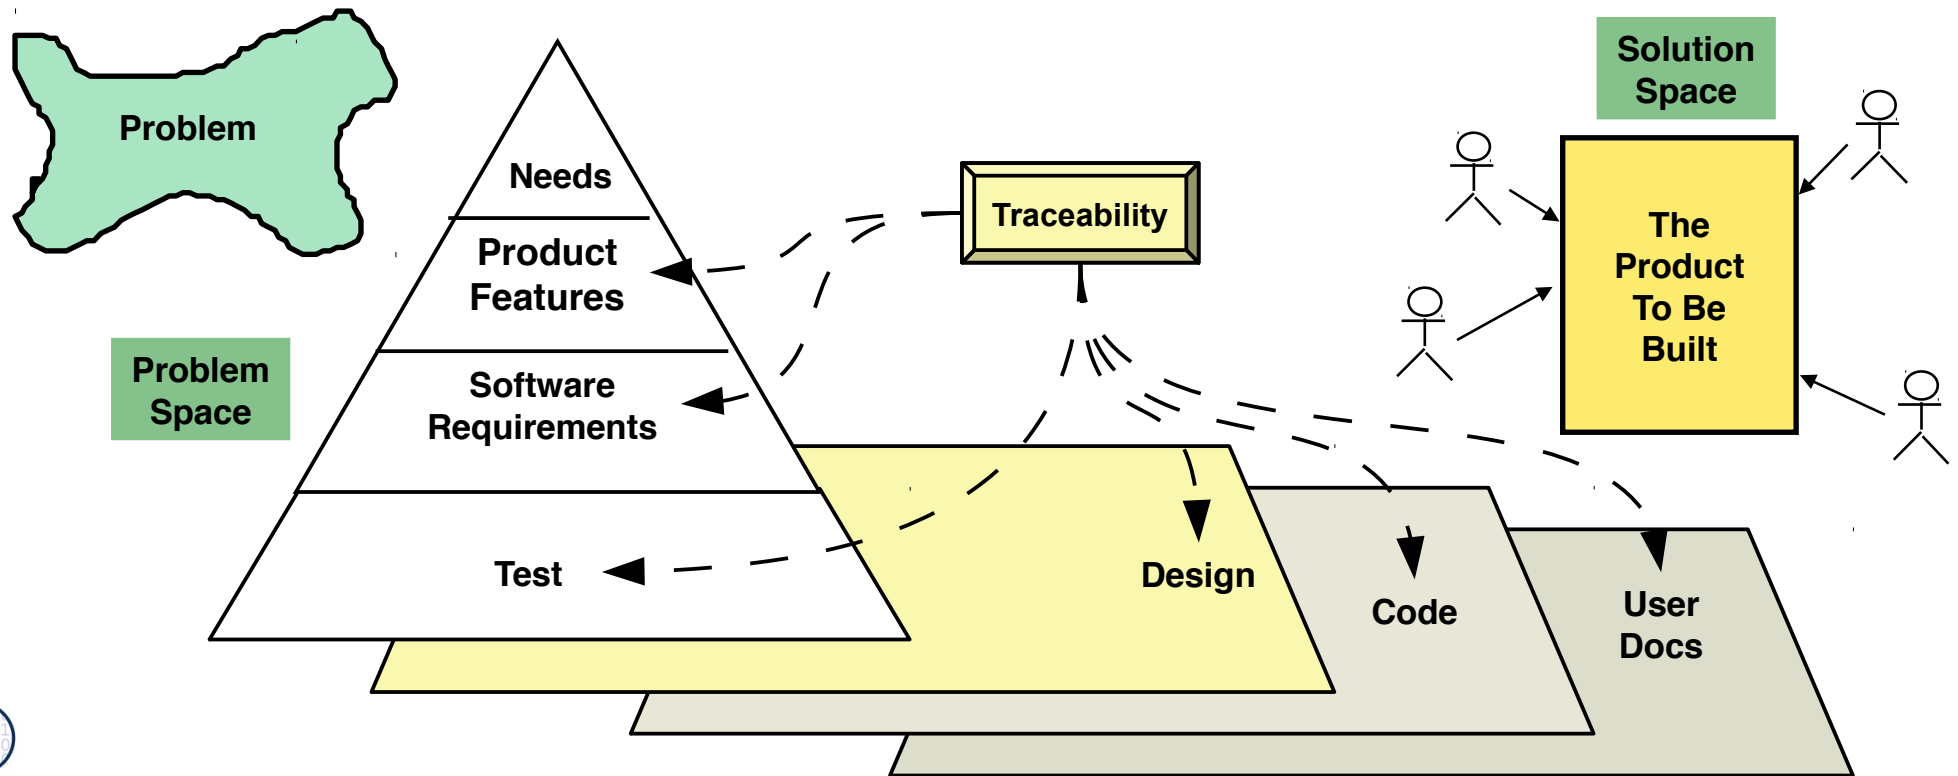 Problem
Needs
Product
Features
Problem
Space
Software
Requirements
Test
Traceability
Design
Code
User
Docs
Solution
Space
The
Product
To Be
Built